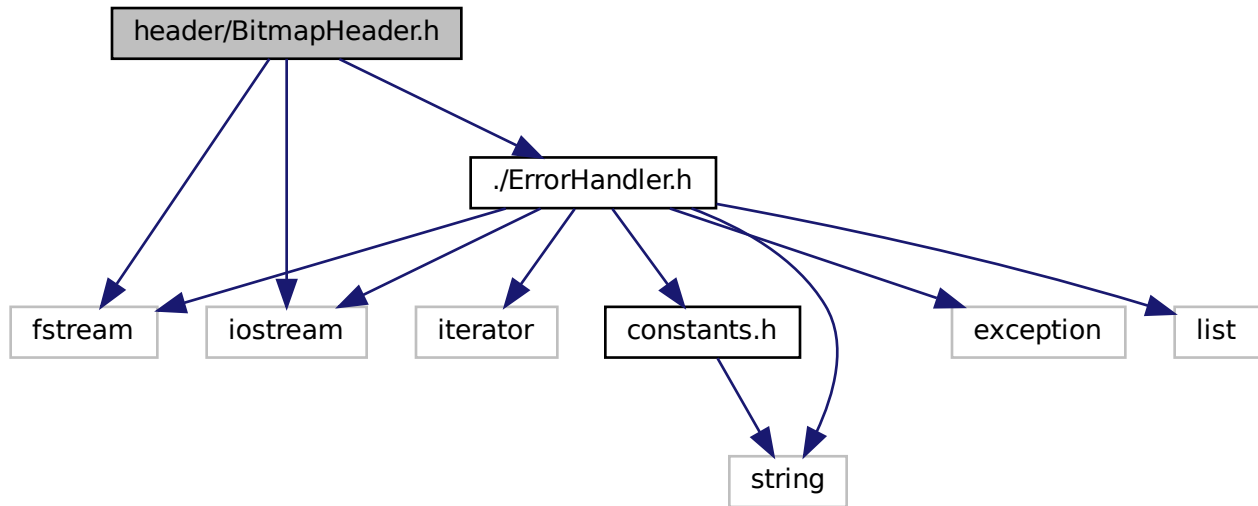 header/BitmapHeader.h
./ErrorHandler.h
fstream
iostream
iterator
constants.h
exception
list
string